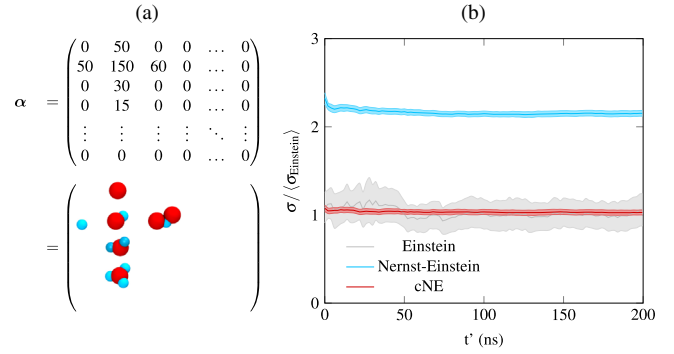 (a)
α = ( 0 50 0 0 … 0
50 150 60 0 … 0
0 30 0 0 … 0
0 15 0 0 … 0
⋮ ⋮ ⋮ ⋮ ⋱ ⋮
0 0 0 0 … 0 )
= ( )
(b)
3
2
1
0
σ/⟨σEinstein⟩
Einstein
Nernst-Einstein
cNE
0 50 100 150 200
t' (ns)